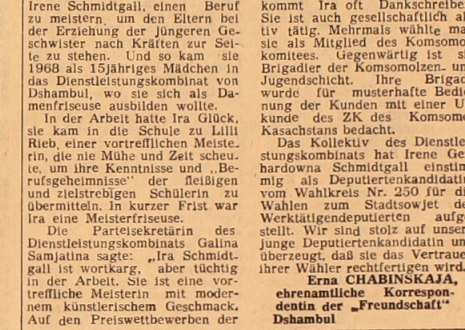 Irene Schmidtgall, einen Beruf
zu meistern, um den Eltern bei
der Erziehung der jüngeren Ge-
schwister nach Kräften zur Sei-
te zu stehen. Und so kam sie
1968 als 15jähriges Mädchen in
das Dienstleistungskombinat von
Dshambul, wo sie sich als Da-
menfriseuse ausbilden wollte.
In der Arbeit hatte Ira Glück,
sie kam in die Schule zu Lilli
Rieb, einer vortrefflichen Meiste-
rin, die nie Mühe und Zeit scheu-
te, um ihre Kenntnisse und „Be-
rufsgeheimnisse“ der fleißigen
und zielstrebigen Schülerin zu
übermitteln. In kurzer Frist war
Ira eine Meisterfriseuse.
Die Parteisekretärin des
Dienstleistungskombinats Galina
Samjatina sagte: „Ira Schmidt-
gall ist wortkarg, aber tüchtig
in der Arbeit. Sie ist eine vor-
treffliche Meisterin mit moder-
nem künstlerischem Geschmack.
Auf den Preiswettbewerben der
kommt Ira oft Dankschreibe
Sie ist auch gesellschaftlich a
tiv tätig. Mehrmals wählte ma
sie als Mitglied des Komsomo
komitees. Gegenwärtig ist si
Brigadier der Komsomolzen- un
Jugendschicht. Ihre Brigad
wurde für musterhafte Bedie
nung der Kunden mit einer U
kunde des ZK des Komsomo
Kasachstans bedacht.
Das Kollektiv des Dienstle
stungskombinats hat Irene Ge
hardowna Schmidtgall einstim
mig als Deputiertenkandidatin
vom Wahlkreis Nr. 250 für di
Wahlen zum Stadtsowjet de
Werktätigendeputierten aufge
stellt. Wir sind stolz auf unser
junge Deputiertenkandidatin un
überzeugt, daß sie das Vertraue
ihrer Wähler rechtfertigen wird.
Erna CHABINSKAJA,
ehrenamtliche Korrespon-
dentin der „Freundschaft“
Dshambul